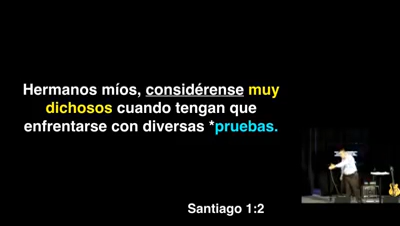 Hermanos míos, considérense muy
dichosos cuando tengan que
enfrentarse con diversas *pruebas.
Santiago 1:2